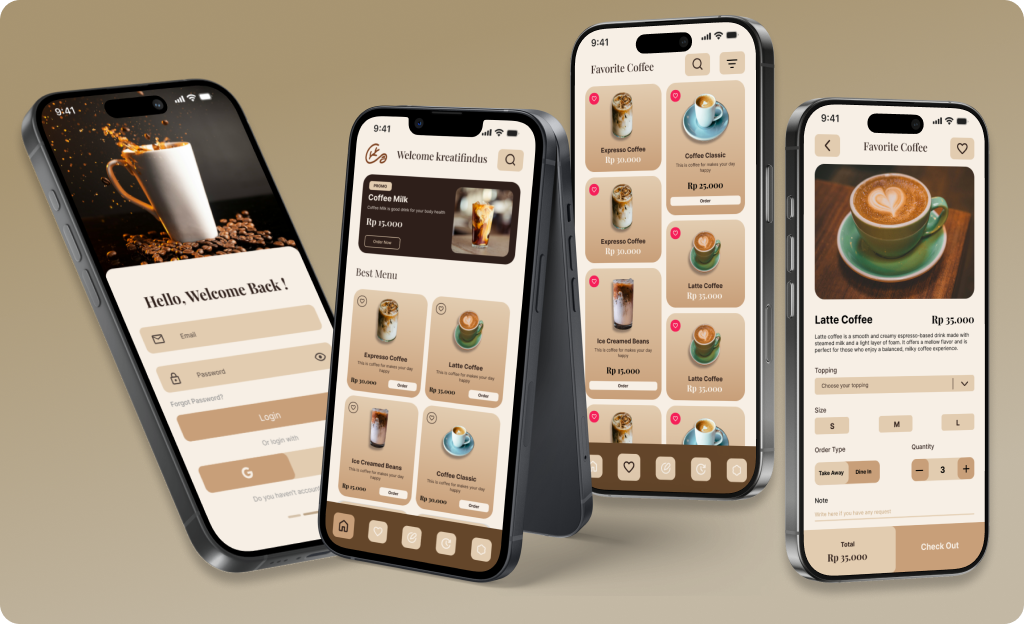 9:41
Hello, Welcome Back !
Email
Password
Forgot Password?
Login
Or login with
G
Do you haven't account
9:41
Welcome kreatifindus
PROMO
Coffee Milk
Coffee Milk is good drink for your body health
Rp 15.000
Order Now
Best Menu
Expresso Coffee
This is coffee for makes your day
happy
Rp 30.000
Order
Latte Coffee
This is coffee for makes your day
happy
Rp 35.000
Order
Ice Creamed Beans
This is coffee for makes your day
happy
Rp 15.000
Order
Coffee Classic
This is coffee for makes your day
happy
Rp 30.000
Order
9:41
Favorite Coffee
Expresso Coffee
Rp 30.000
Coffee Classic
This is coffee for makes your day
happy
Rp 25.000
Order
Expresso Coffee
Rp 30.000
Latte Coffee
Rp 35.000
Ice Creamed Beans
This is coffee for makes your day
happy
Rp 15.000
Order
Latte Coffee
Rp 35.000
9:41
Favorite Coffee
Latte Coffee
Rp 35.000
Latte coffee is a smooth and creamy espresso-based drink made with
steamed milk and a light layer of foam. It offers a mellow flavor and is
perfect for those who enjoy a balanced, milky coffee experience.
Topping
Choose your topping
Size
S
M
L
Order Type
Quantity
Take Away
Dine In
− 3 +
Note
Write here if you have any request
Total
Rp 35.000
Check Out